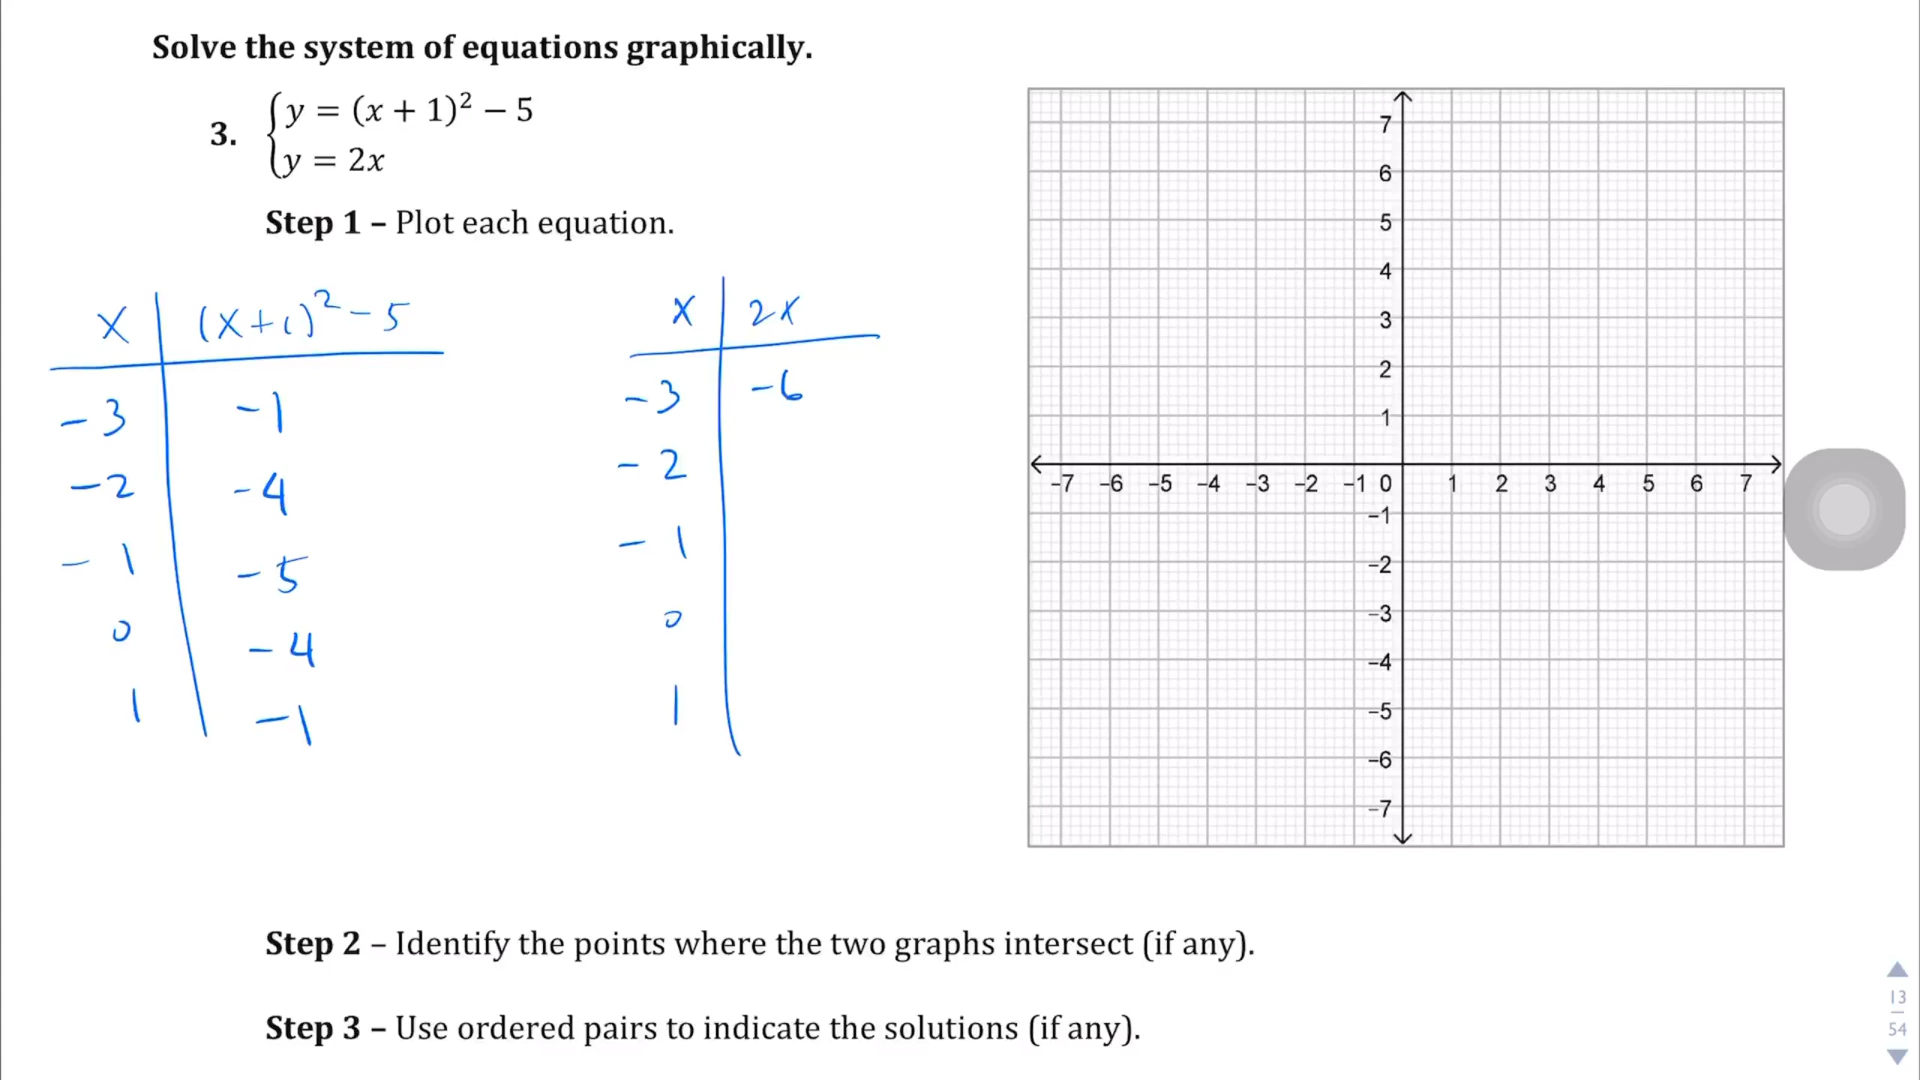 Solve the system of equations graphically.
3. {y = (x + 1)² − 5
y = 2x
Step 1 – Plot each equation.
x (x+1)² − 5
−3 −1
−2 −4
−1 −5
0 −4
1 −1
x 2x
−3 −6
−2
−1
0
1
7
6
5
4
3
2
1
−7 −6 −5 −4 −3 −2 −1 0 1 2 3 4 5 6 7
−1
−2
−3
−4
−5
−6
−7
Step 2 – Identify the points where the two graphs intersect (if any).
Step 3 – Use ordered pairs to indicate the solutions (if any).
13
54